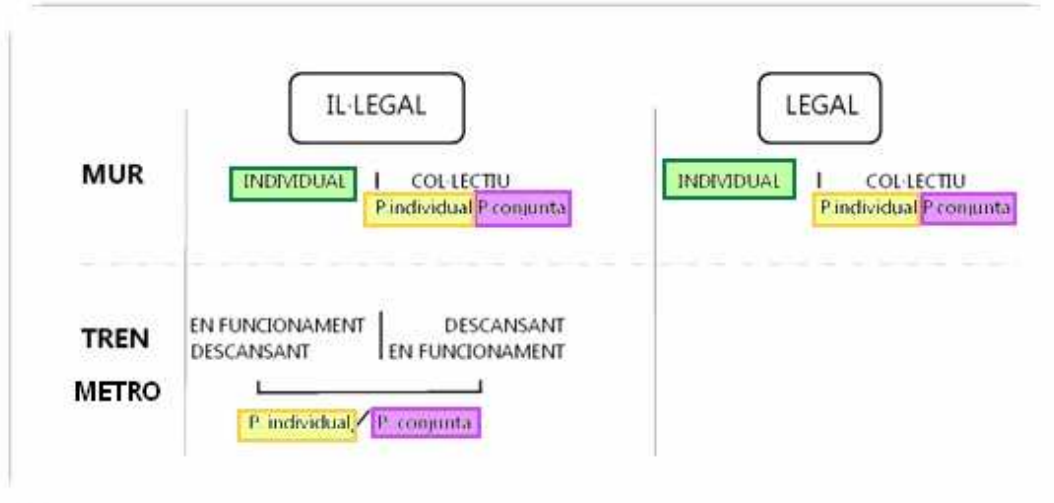 IL·LEGAL LEGAL
MUR INDIVIDUAL COL·LECTIU INDIVIDUAL COL·LECTIU
P individual P conjunta P individual P conjunta
TREN EN FUNCIONAMENT DESCANSANT
DESCANSANT EN FUNCIONAMENT
METRO
P. individual / P. conjunta